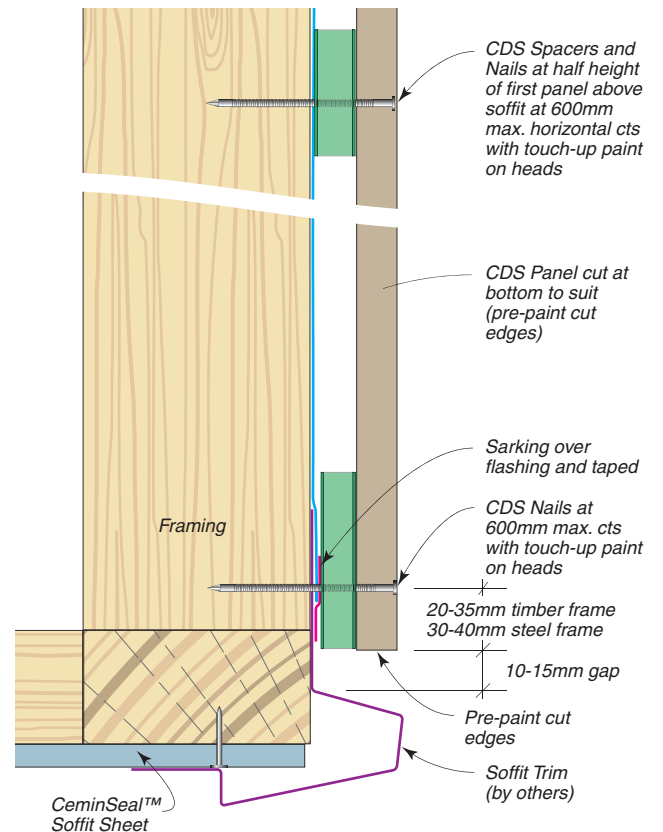 CDS Spacers and
Nails at half height
of first panel above
soffit at 600mm
max. horizontal cts
with touch-up paint
on heads
CDS Panel cut at
bottom to suit
(pre-paint cut
edges)
Sarking over
flashing and taped
Framing
CDS Nails at
600mm max. cts
with touch-up paint
on heads
20-35mm timber frame
30-40mm steel frame
10-15mm gap
Pre-paint cut
edges
Soffit Trim
(by others)
CeminSeal™
Soffit Sheet